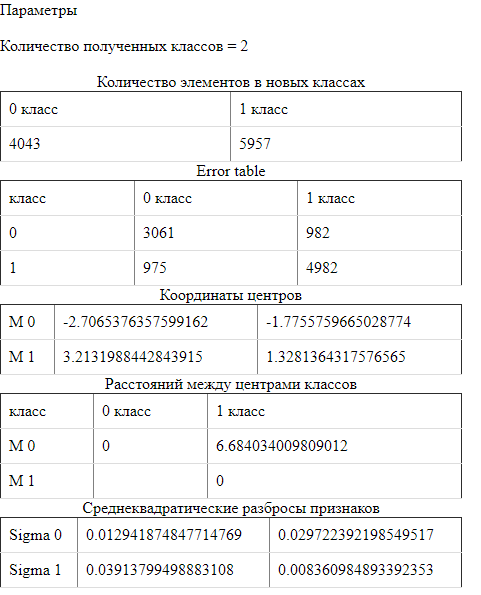 Параметры
Количество полученных классов = 2
Количество элементов в новых классах
0 класс 1 класс
4043 5957
Error table
класс 0 класс 1 класс
0 3061 982
1 975 4982
Координаты центров
M 0 -2.7065376357599162 -1.7755759665028774
M 1 3.2131988442843915 1.3281364317576565
Расстояний между центрами классов
класс 0 класс 1 класс
M 0 0 6.684034009809012
M 1 0
Среднеквадратические разбросы признаков
Sigma 0 0.012941874847714769 0.029722392198549517
Sigma 1 0.03913799498883108 0.008360984893392353